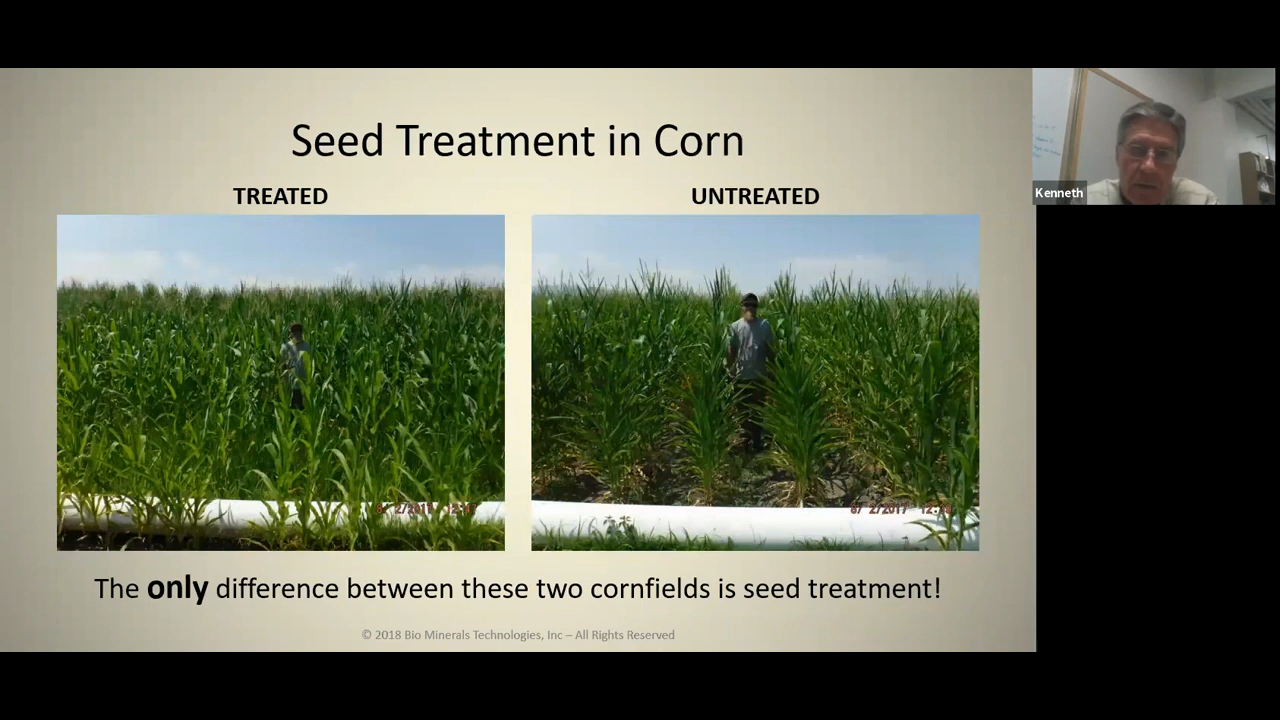 Seed Treatment in Corn
TREATED
UNTREATED
The only difference between these two cornfields is seed treatment!
© 2018 Bio Minerals Technologies, Inc – All Rights Reserved
Kenneth